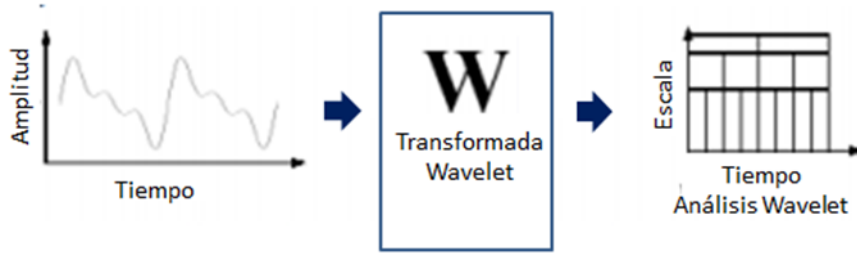 Amplitud
Tiempo
W
Transformada
Wavelet
Escala
Tiempo
Análisis Wavelet